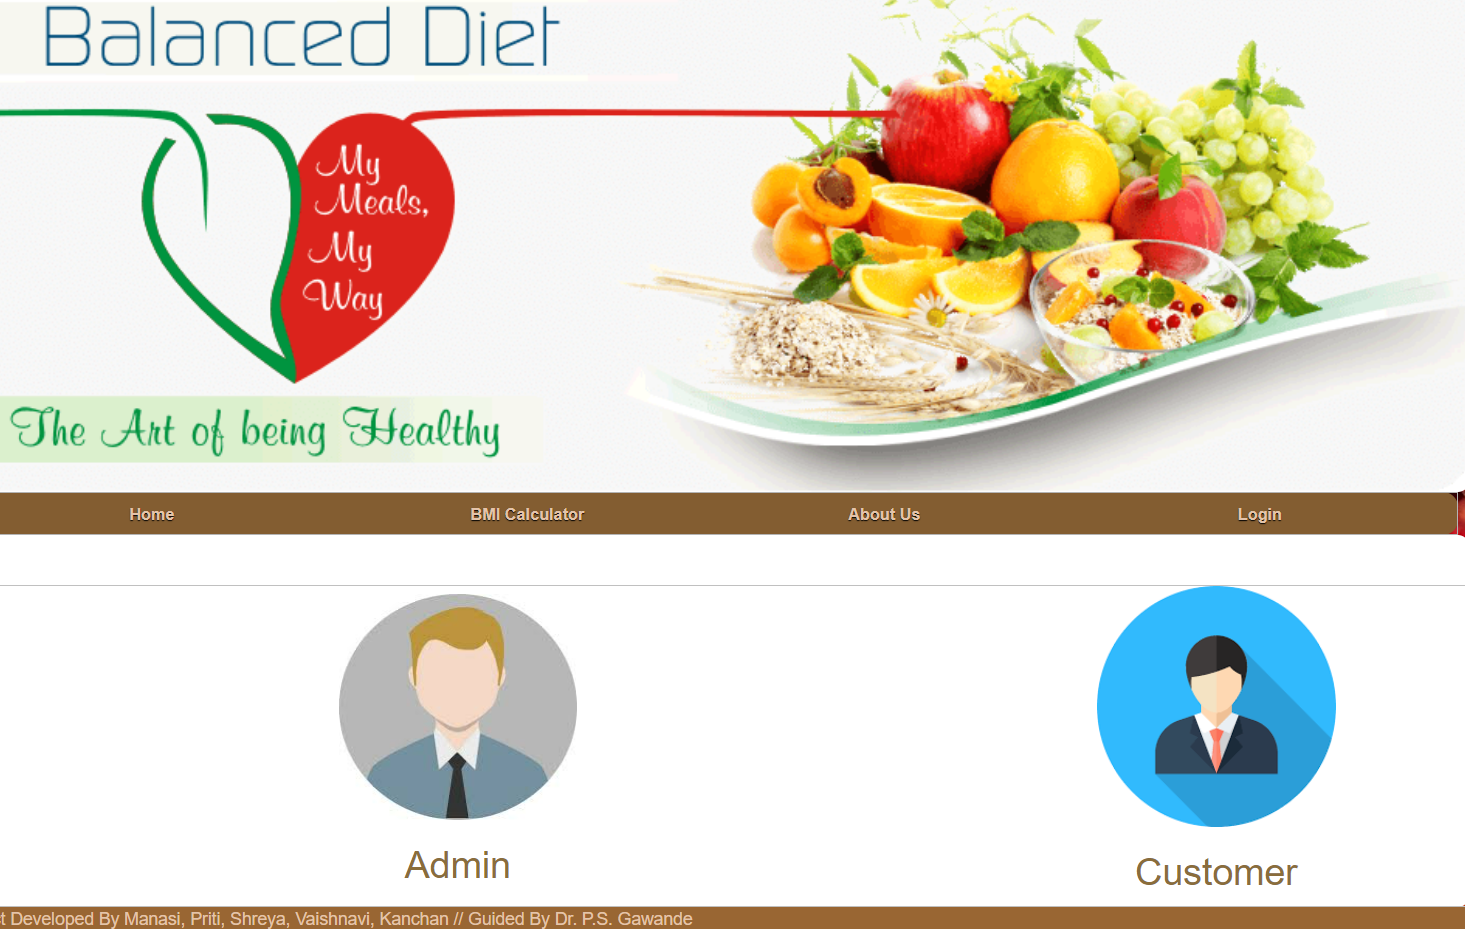 Balanced Diet
My
Meals,
My
Way
The Art of being Healthy
Home BMI Calculator About Us Login
Admin
Customer
t Developed By Manasi, Priti, Shreya, Vaishnavi, Kanchan // Guided By Dr. P.S. Gawande